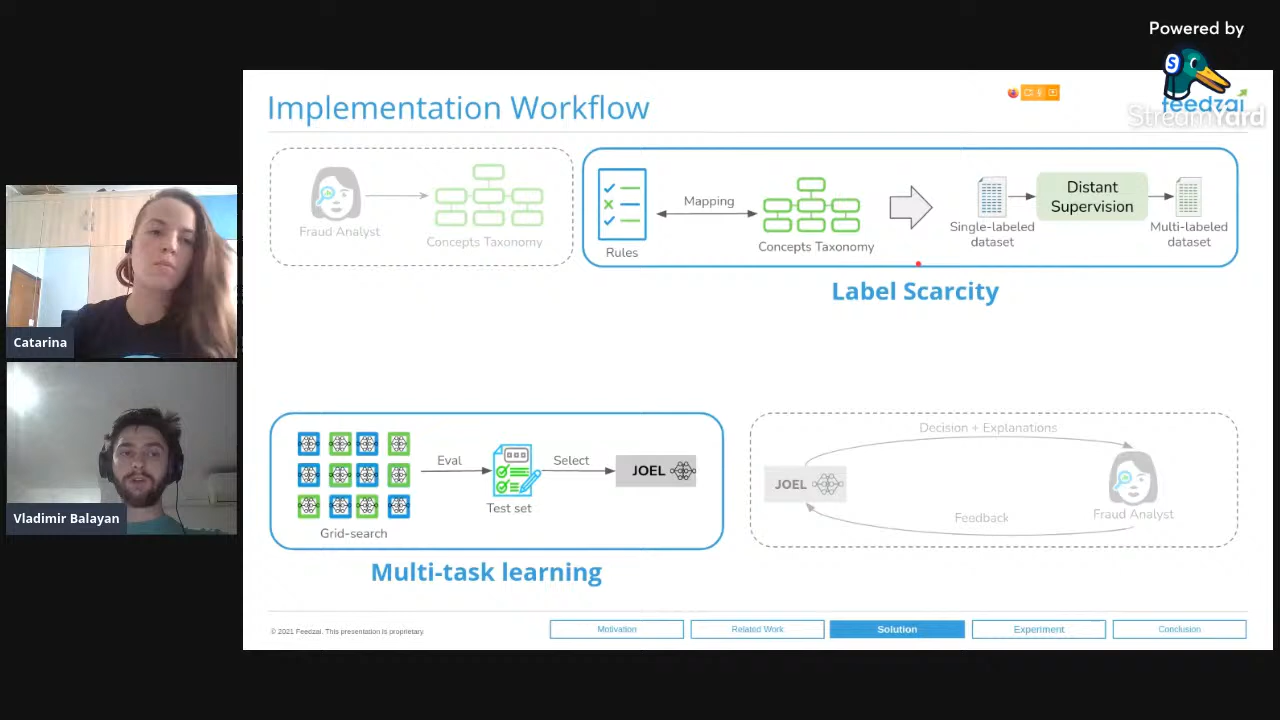 Powered by
feedzai
StreamYard
Implementation Workflow
Fraud Analyst
Concepts Taxonomy
Rules
Mapping
Concepts Taxonomy
Single-labeled
dataset
Distant
Supervision
Multi-labeled
dataset
Label Scarcity
Catarina
Vladimir Balayan
Grid-search
Eval
Test set
Select
JOEL
Multi-task learning
Decision + Explanations
JOEL
Feedback
Fraud Analyst
© 2021 Feedzai. This presentation is proprietary.
Motivation
Related Work
Solution
Experiment
Conclusion